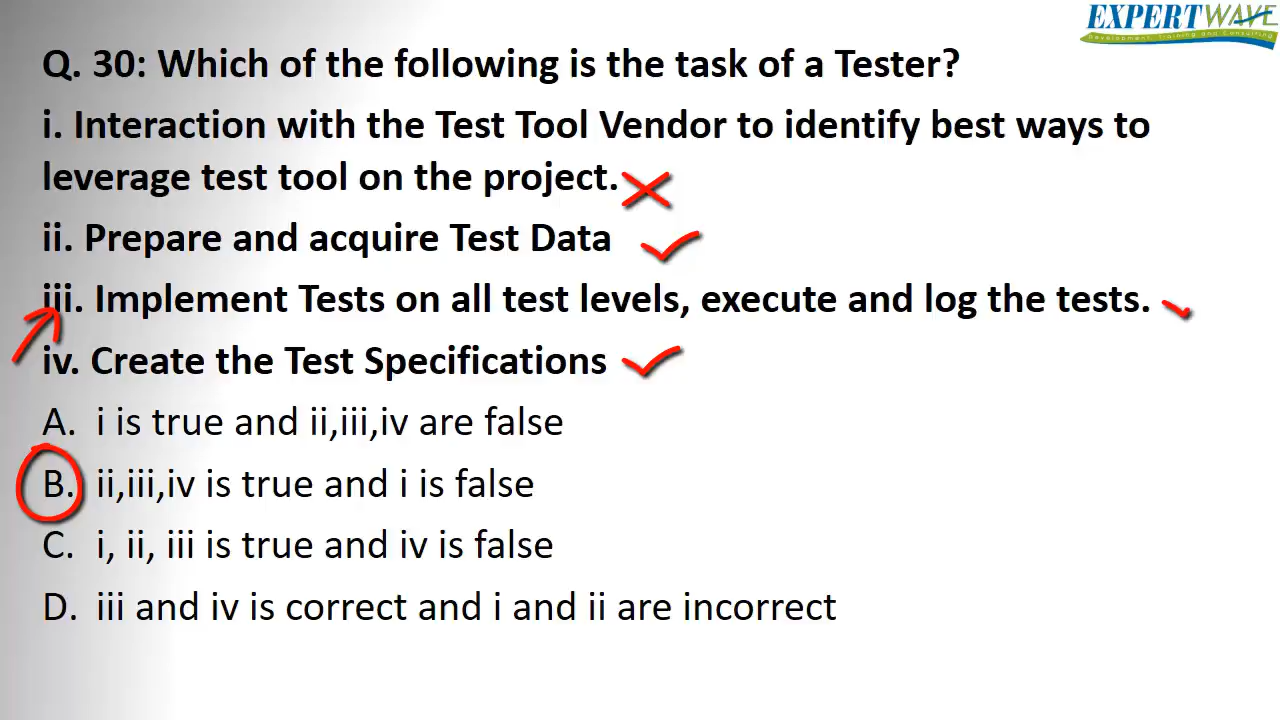 EXPERTWAVE
Development, Training and Consulting
Q. 30: Which of the following is the task of a Tester?
i. Interaction with the Test Tool Vendor to identify best ways to
leverage test tool on the project.
ii. Prepare and acquire Test Data
iii. Implement Tests on all test levels, execute and log the tests.
iv. Create the Test Specifications
A. i is true and ii,iii,iv are false
B. ii,iii,iv is true and i is false
C. i, ii, iii is true and iv is false
D. iii and iv is correct and i and ii are incorrect